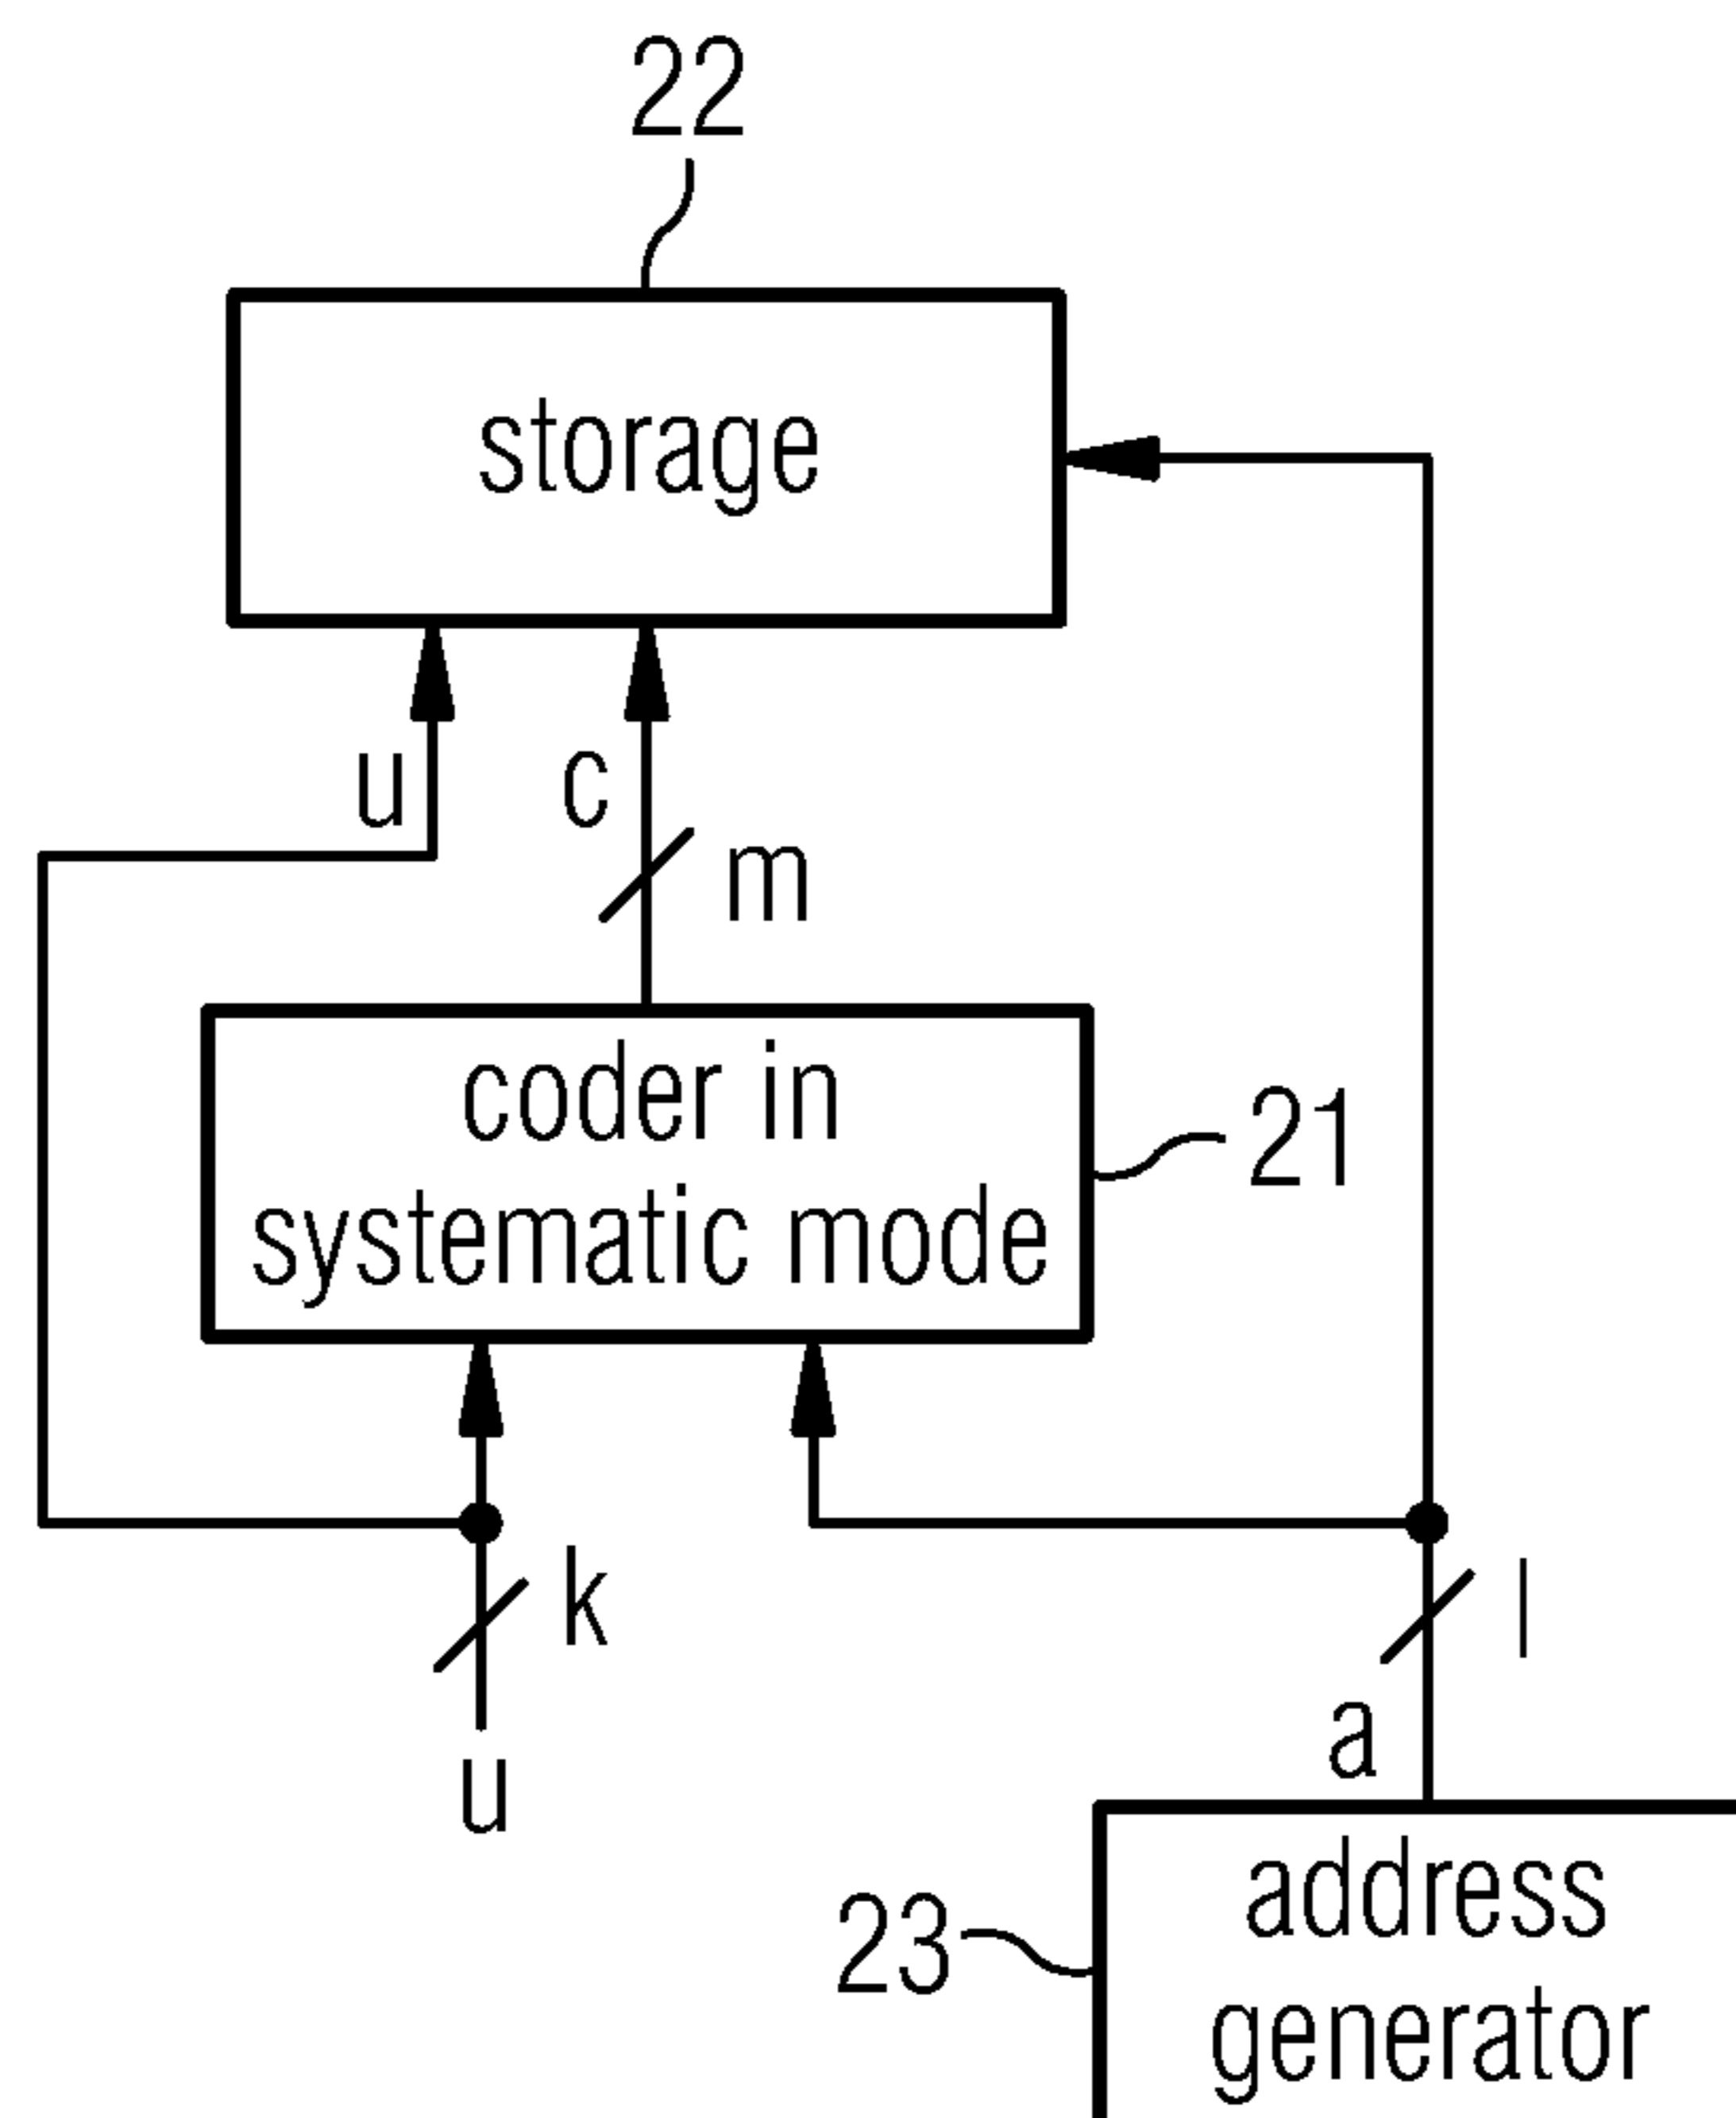 22
storage
u
c
m
coder in
systematic mode
21
k
l
a
u
address
generator
23